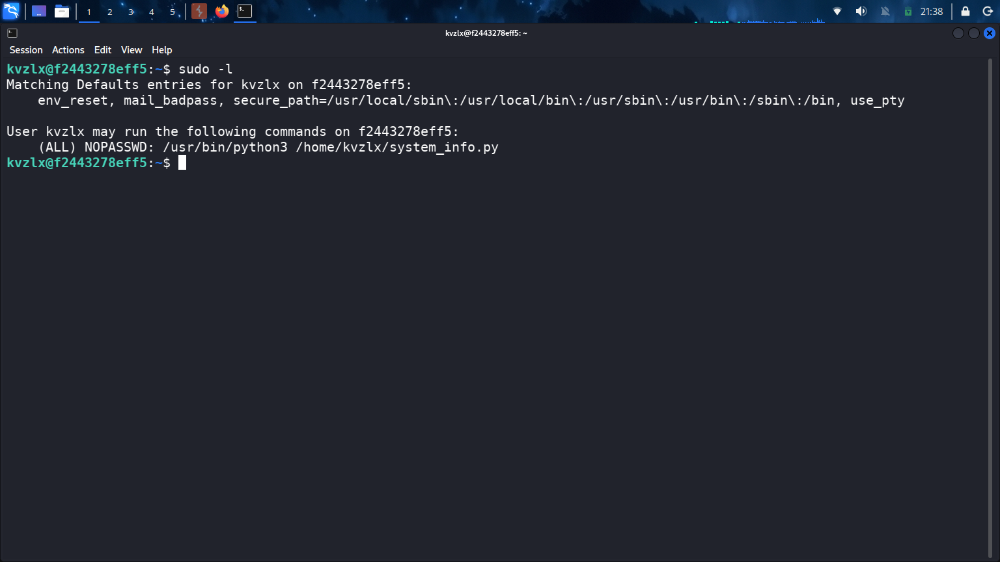 1 2 3 4 5 21:38
kvzlx@f2443278eff5: ~
Session Actions Edit View Help
kvzlx@f2443278eff5:~$ sudo -l
Matching Defaults entries for kvzlx on f2443278eff5:
    env_reset, mail_badpass, secure_path=/usr/local/sbin\:/usr/local/bin\:/usr/sbin\:/usr/bin\:/sbin\:/bin, use_pty

User kvzlx may run the following commands on f2443278eff5:
    (ALL) NOPASSWD: /usr/bin/python3 /home/kvzlx/system_info.py
kvzlx@f2443278eff5:~$